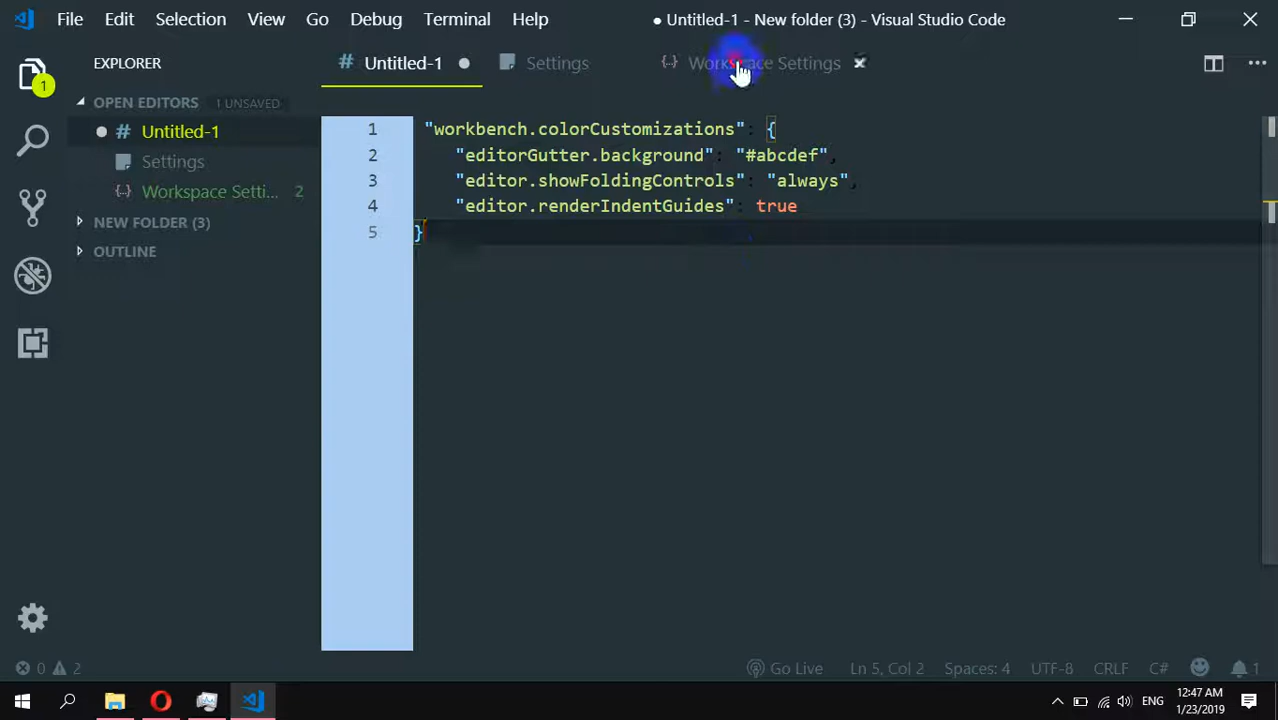 File Edit Selection View Go Debug Terminal Help ● Untitled-1 - New folder (3) - Visual Studio Code
EXPLORER # Untitled-1 ● Settings {} Workspace Settings
1
OPEN EDITORS 1 UNSAVED
# Untitled-1
Settings
{} Workspace Setti... 2
NEW FOLDER (3)
OUTLINE
1 "workbench.colorCustomizations": {
2 "editorGutter.background": "#abcdef",
3 "editor.showFoldingControls": "always",
4 "editor.renderIndentGuides": true
5 }
0 2 Go Live Ln 5, Col 2 Spaces: 4 UTF-8 CRLF C# 1
ENG 12:47 AM
1/23/2019